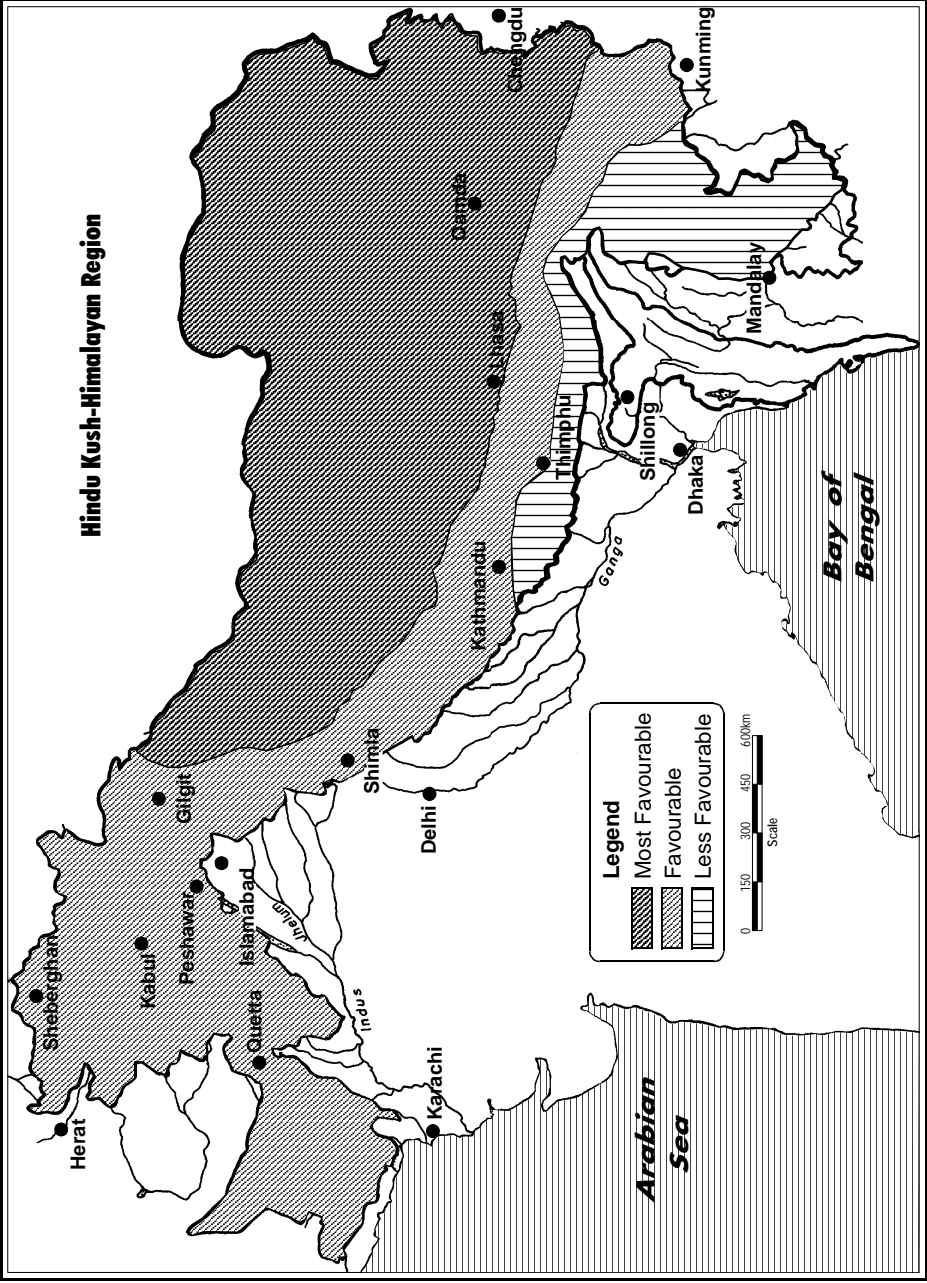 Hindu Kush-Himalayan Region
Sheberghan
Herat
Kabul
Gilgit
Peshawar
Islamabad
Quetta
Jhelum
Indus
Karachi
Shimla
Delhi
Kathmandu
Lhasa
Qamda
Chengdu
Kunming
Thimphu
Ganga
Shillong
Dhaka
Mandalay
Arabian
Sea
Bay of
Bengal
Legend
Most Favourable
Favourable
Less Favourable
0 150 300 450 600km
Scale